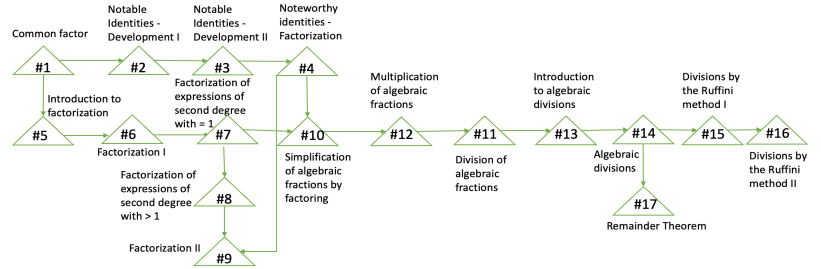 Common factor
Notable
Identities -
Development I
Notable
Identities -
Development II
Noteworthy
identities -
Factorization
#1
#2
#3
#4
Introduction to
factorization
Factorization of
expressions of
second degree
with = 1
Multiplication
of algebraic
fractions
Introduction
to algebraic
divisions
Divisions by
the Ruffini
method I
#5
#6
#7
#10
#12
#11
#13
#14
#15
#16
Factorization I
Simplification
of algebraic
fractions by
factoring
Division of
algebraic
fractions
Algebraic
divisions
Divisions by
the Ruffini
method II
Factorization of
expressions of
second degree
with > 1
#8
#17
Remainder Theorem
Factorization II
#9